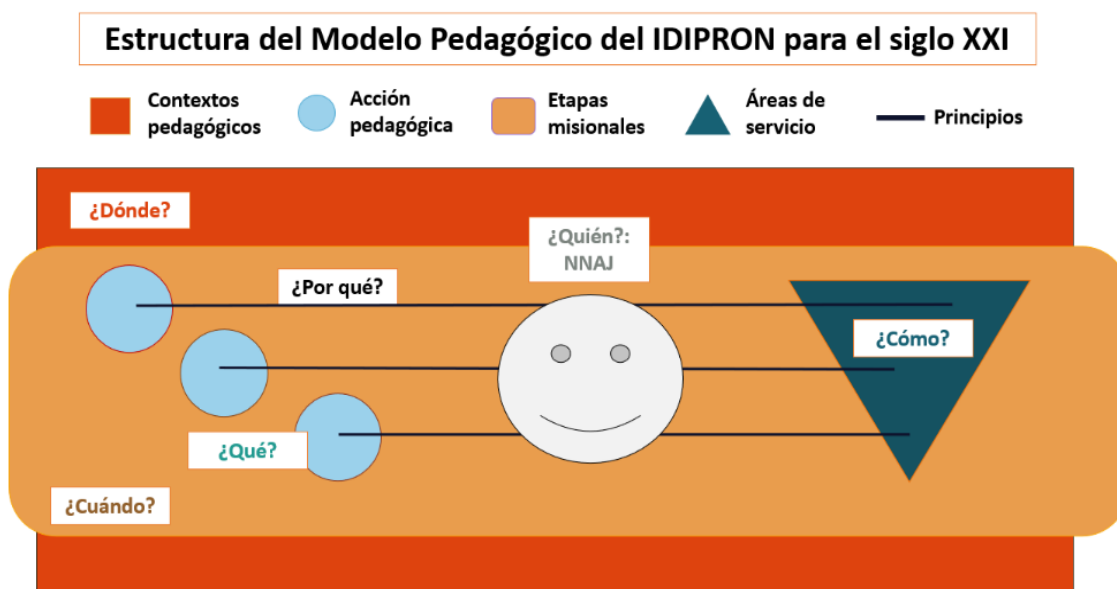 Estructura del Modelo Pedagógico del IDIPRON para el siglo XXI
Contextos
pedagógicos
Acción
pedagógica
Etapas
misionales
Áreas de
servicio
Principios
¿Dónde?
¿Quién?:
NNAJ
¿Por qué?
¿Cómo?
¿Qué?
¿Cuándo?